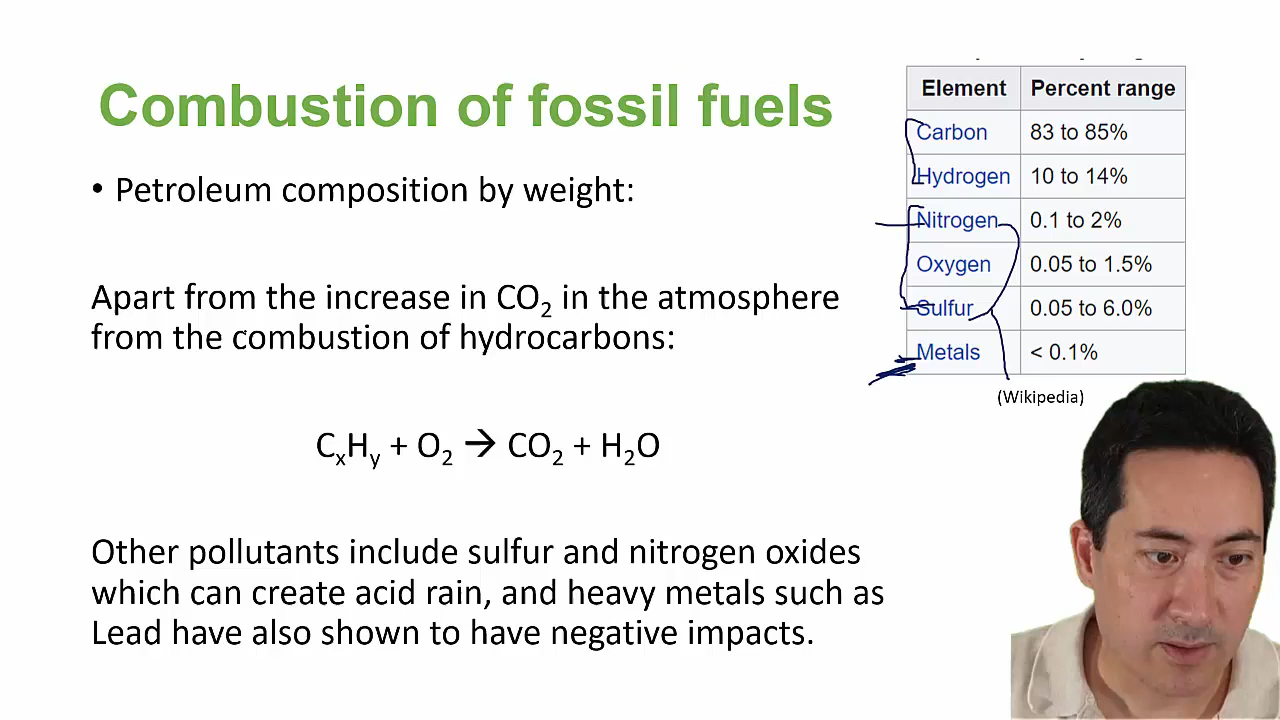 Combustion of fossil fuels
• Petroleum composition by weight:
Apart from the increase in CO₂ in the atmosphere
from the combustion of hydrocarbons:
CₓHᵧ + O₂ → CO₂ + H₂O
Other pollutants include sulfur and nitrogen oxides
which can create acid rain, and heavy metals such as
Lead have also shown to have negative impacts.
Element Percent range
Carbon 83 to 85%
Hydrogen 10 to 14%
Nitrogen 0.1 to 2%
Oxygen 0.05 to 1.5%
Sulfur 0.05 to 6.0%
Metals < 0.1%
(Wikipedia)